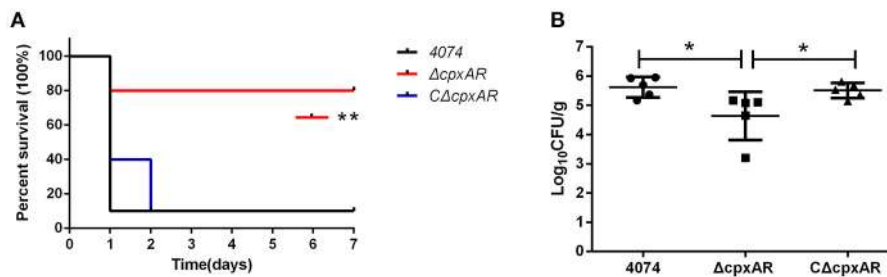 A
Percent survival (100%)
100
80
60
40
20
0
0 1 2 3 4 5 6 7
Time(days)
4074
ΔcpxAR
CΔcpxAR
**
B
Log10CFU/g
7
6
5
4
3
2
1
0
* *
4074 ΔcpxAR CΔcpxAR